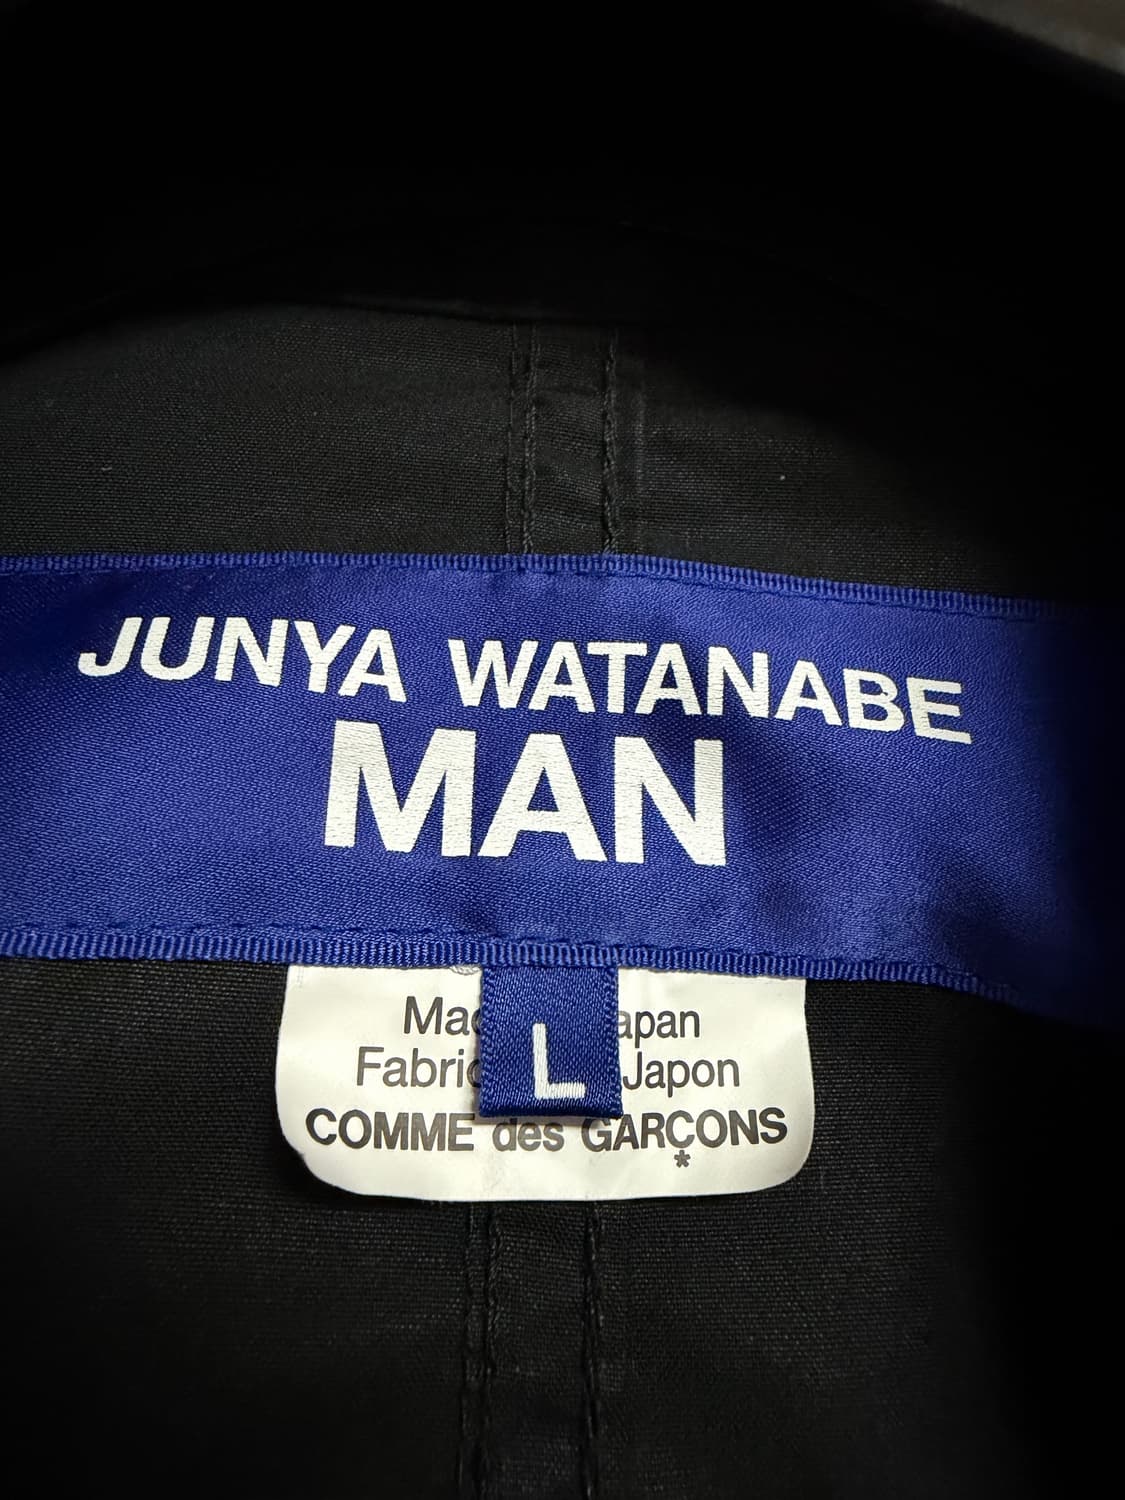 JUNYA WATANABE
MAN
L
Mac apan
Fabric Japon
COMME des GARÇONS
*